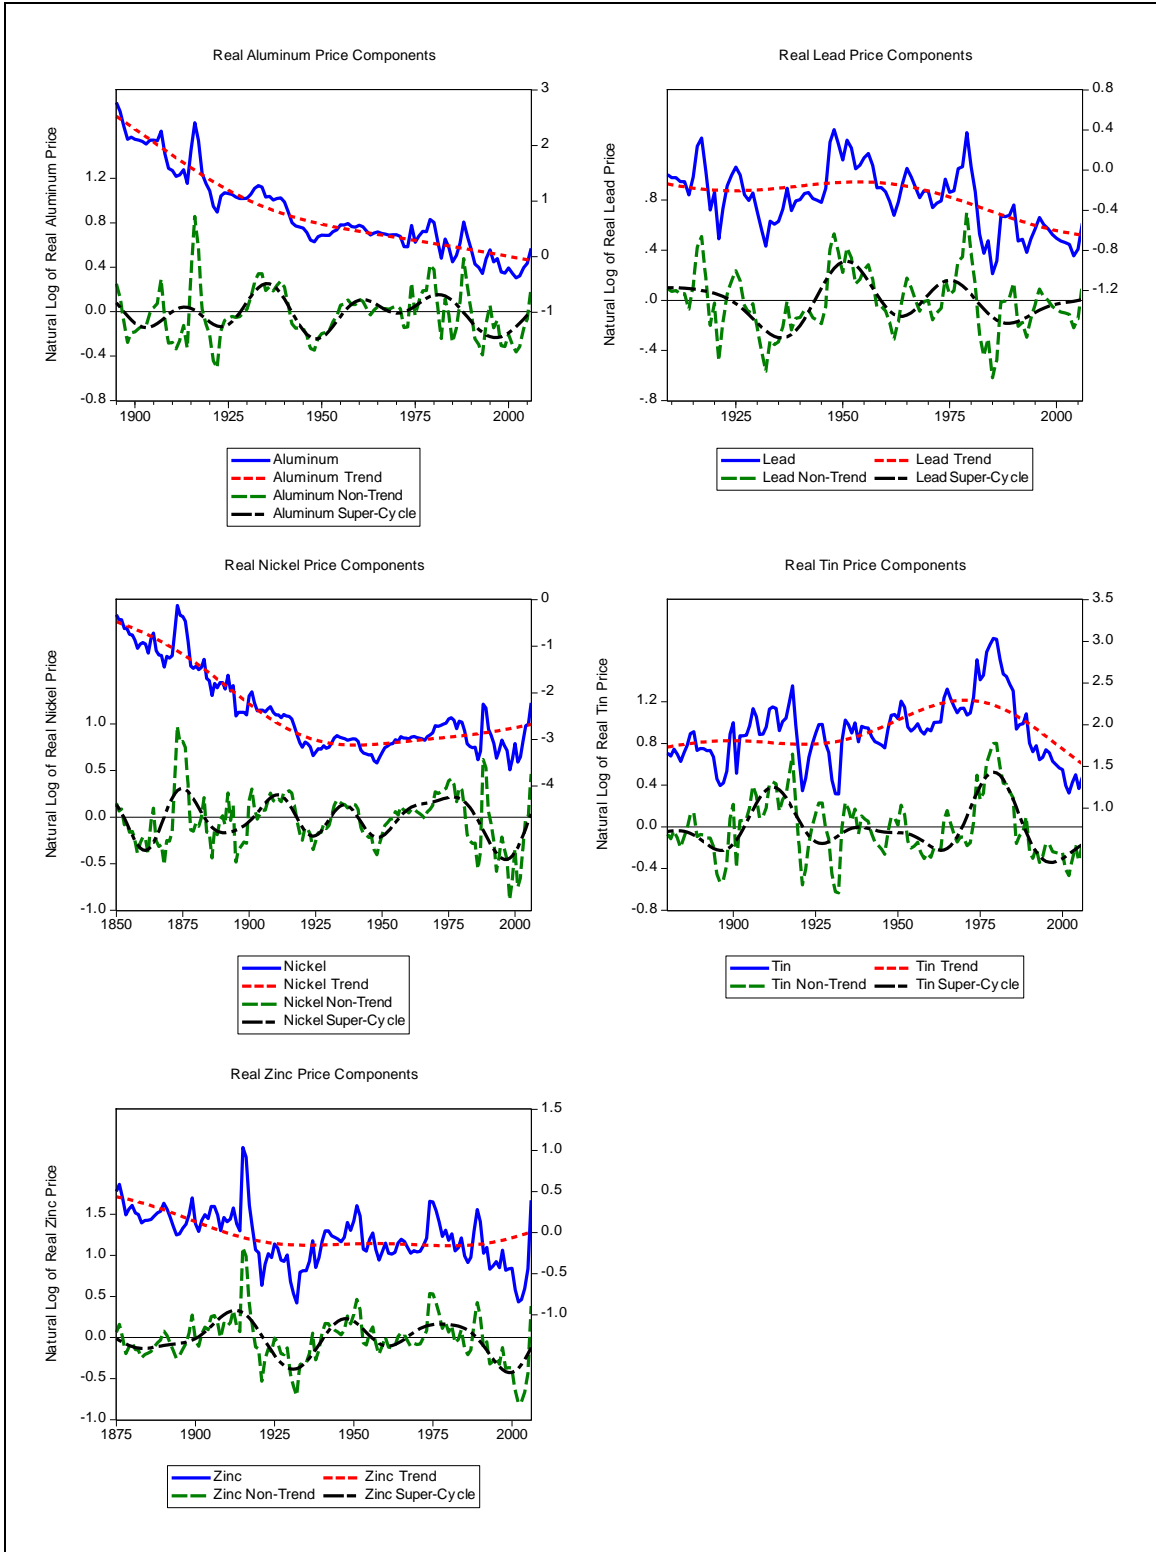 Real Aluminum Price Components
Natural Log of Real Aluminum Price
3
2
1
0
-1
1.2
0.8
0.4
0.0
-0.4
-0.8
1900 1925 1950 1975 2000
Aluminum
Aluminum Trend
Aluminum Non-Trend
Aluminum Super-Cycle
Real Lead Price Components
Natural Log of Real Lead Price
0.8
0.4
0.0
-0.4
-0.8
-1.2
.8
.4
.0
-.4
-.8
1925 1950 1975 2000
Lead Lead Trend
Lead Non-Trend Lead Super-Cycle
Real Nickel Price Components
Natural Log of Real Nickel Price
0
-1
-2
-3
-4
1.0
0.5
0.0
-0.5
-1.0
1850 1875 1900 1925 1950 1975 2000
Nickel
Nickel Trend
Nickel Non-Trend
Nickel Super-Cycle
Real Tin Price Components
Natural Log of Real Tin Price
3.5
3.0
2.5
2.0
1.5
1.0
1.2
0.8
0.4
0.0
-0.4
-0.8
1900 1925 1950 1975 2000
Tin Tin Trend
Tin Non-Trend Tin Super-Cycle
Real Zinc Price Components
Natural Log of Real Zinc Price
1.5
1.0
0.5
0.0
-0.5
-1.0
1.5
1.0
0.5
0.0
-0.5
-1.0
1875 1900 1925 1950 1975 2000
Zinc Zinc Trend
Zinc Non-Trend Zinc Super-Cycle